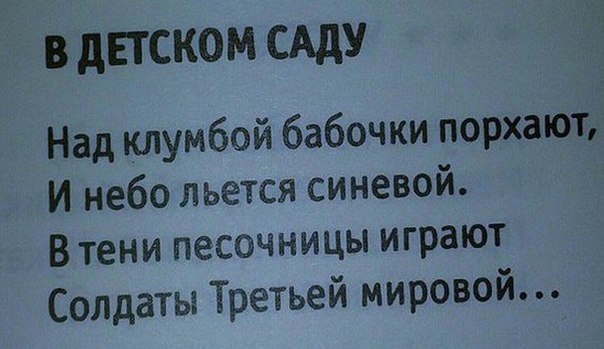 В ДЕТСКОМ САДУ
Над клумбой бабочки порхают,
И небо льется синевой.
В тени песочницы играют
Солдаты Третьей мировой...